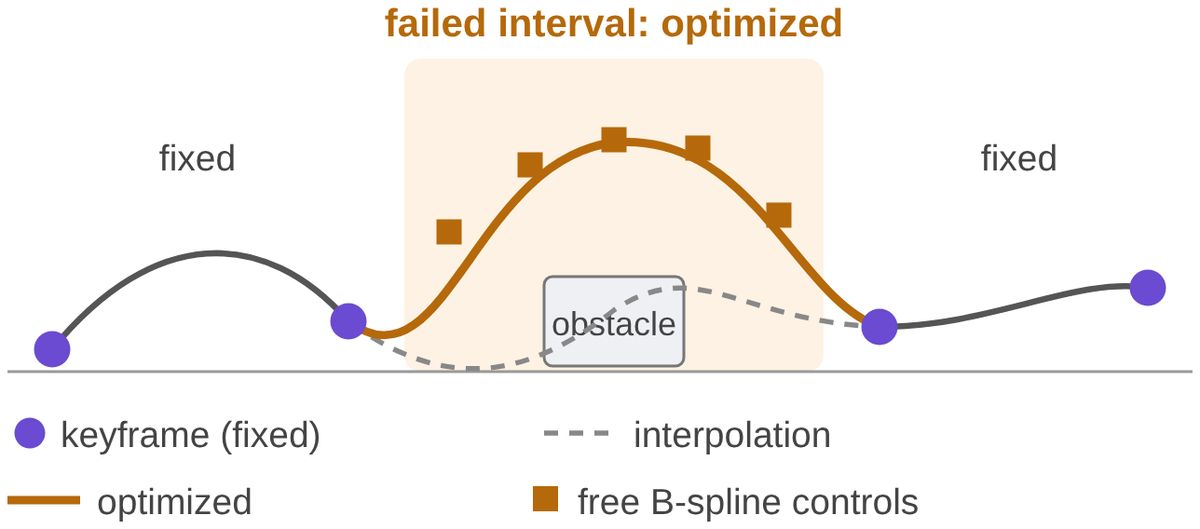 failed interval: optimized
fixed
fixed
obstacle
keyframe (fixed)
interpolation
optimized
free B-spline controls